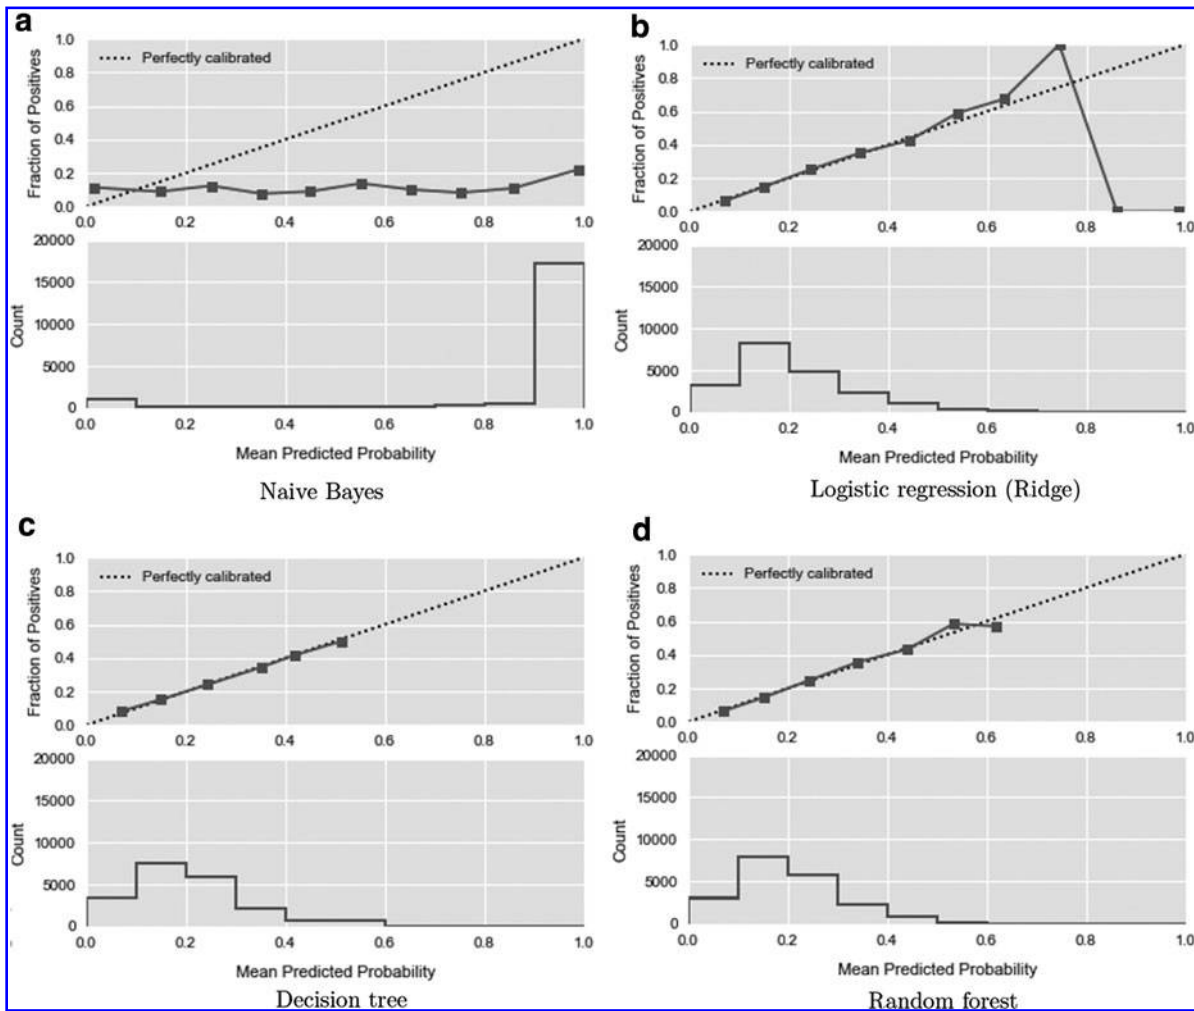 a
1.0
Perfectly calibrated
0.8
0.6
0.4
0.2
0.0
Fraction of Positives
0.0 0.2 0.4 0.6 0.8 1.0
20000
15000
10000
5000
0
Count
0.0 0.2 0.4 0.6 0.8 1.0
Mean Predicted Probability
Naive Bayes
b
1.0
Perfectly calibrated
0.8
0.6
0.4
0.2
0.0
Fraction of Positives
0.0 0.2 0.4 0.6 0.8 1.0
20000
15000
10000
5000
0
Count
0.0 0.2 0.4 0.6 0.8 1.0
Mean Predicted Probability
Logistic regression (Ridge)
c
1.0
Perfectly calibrated
0.8
0.6
0.4
0.2
0.0
Fraction of Positives
0.0 0.2 0.4 0.6 0.8 1.0
20000
15000
10000
5000
0
Count
0.0 0.2 0.4 0.6 0.8 1.0
Mean Predicted Probability
Decision tree
d
1.0
Perfectly calibrated
0.8
0.6
0.4
0.2
0.0
Fraction of Positives
0.0 0.2 0.4 0.6 0.8 1.0
20000
15000
10000
5000
0
Count
0.0 0.2 0.4 0.6 0.8 1.0
Mean Predicted Probability
Random forest